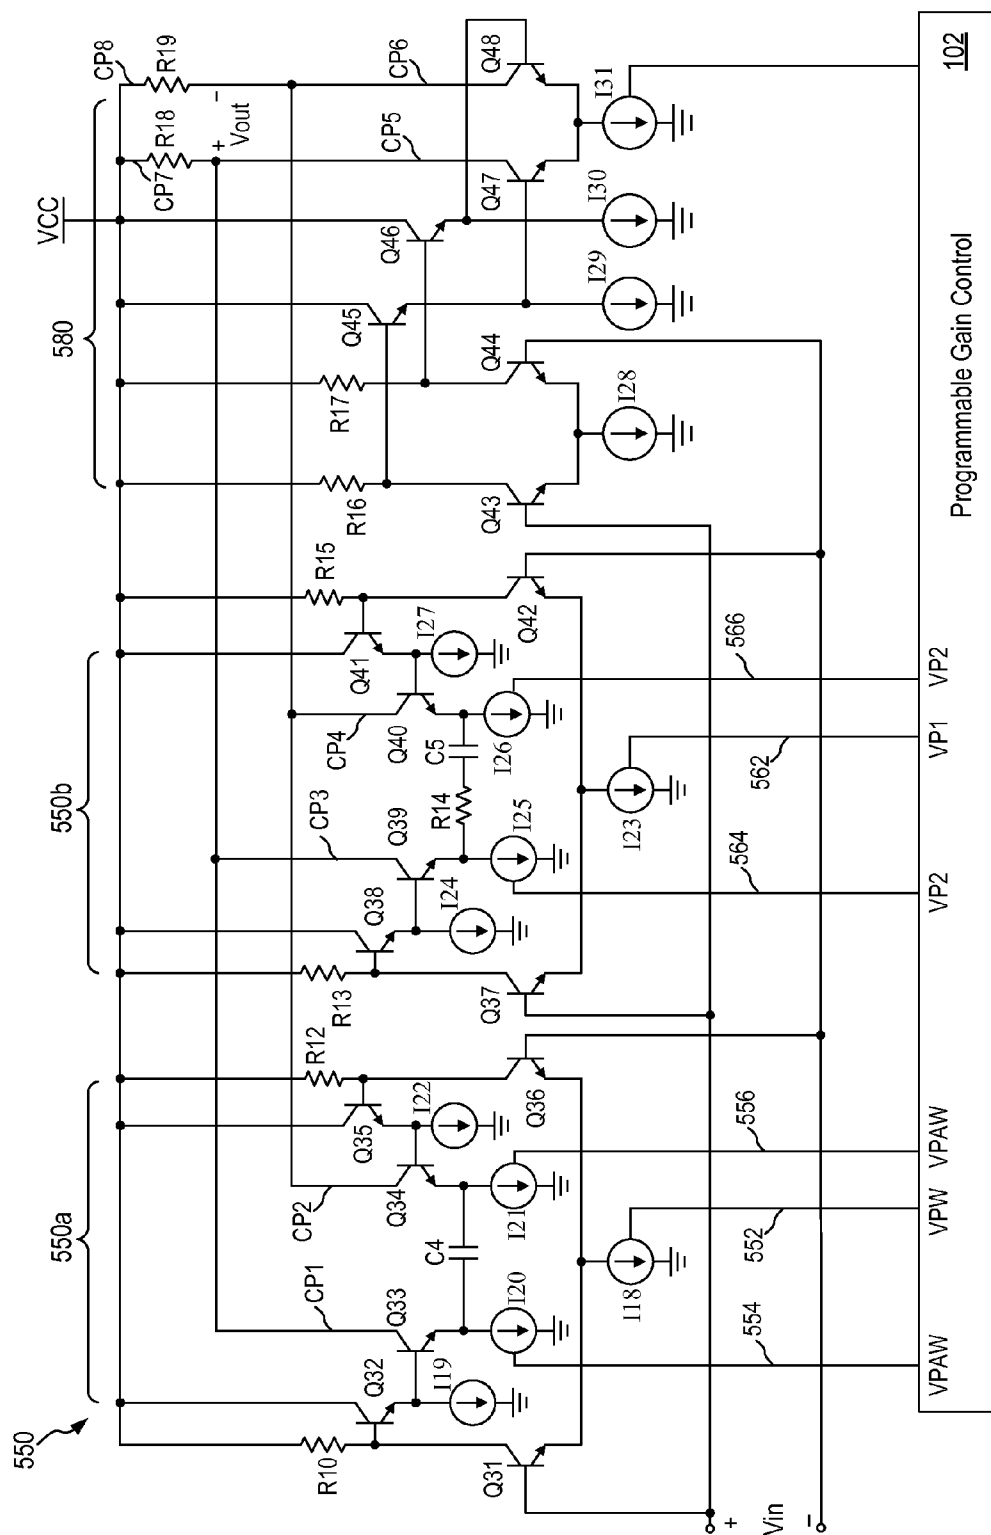 550
550a
550b
580
VCC
CP8
R19
CP7
R18
+
Vout
-
CP6
CP5
Q48
Q47
Q46
Q45
R17
R16
Q44
Q43
I31
I30
I29
I28
R15
Q41
I27
CP4
Q40
C5
I26
R14
CP3
Q39
I25
Q38
I24
R13
Q37
Q42
I23
566
562
564
R12
Q35
I22
CP2
Q34
C4
I21
CP1
Q33
I20
Q32
I19
R10
Q31
Q36
I18
556
552
554
+
Vin
-
VPAW
VPW
VPAW
VP2
VP1
VP2
Programmable Gain Control
102